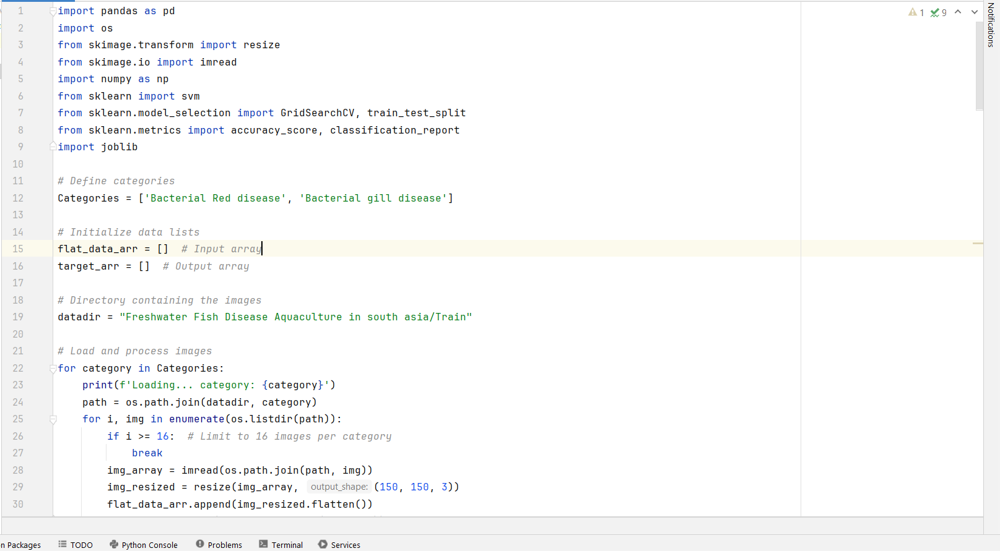 1 import pandas as pd
2 import os
3 from skimage.transform import resize
4 from skimage.io import imread
5 import numpy as np
6 from sklearn import svm
7 from sklearn.model_selection import GridSearchCV, train_test_split
8 from sklearn.metrics import accuracy_score, classification_report
9 import joblib
10
11 # Define categories
12 Categories = ['Bacterial Red disease', 'Bacterial gill disease']
13
14 # Initialize data lists
15 flat_data_arr = []  # Input array
16 target_arr = []  # Output array
17
18 # Directory containing the images
19 datadir = "Freshwater Fish Disease Aquaculture in south asia/Train"
20
21 # Load and process images
22 for category in Categories:
23     print(f'Loading... category: {category}')
24     path = os.path.join(datadir, category)
25     for i, img in enumerate(os.listdir(path)):
26         if i >= 16:  # Limit to 16 images per category
27             break
28         img_array = imread(os.path.join(path, img))
29         img_resized = resize(img_array, output_shape: (150, 150, 3))
30         flat_data_arr.append(img_resized.flatten())
1 9
Notifications
n Packages TODO Python Console Problems Terminal Services